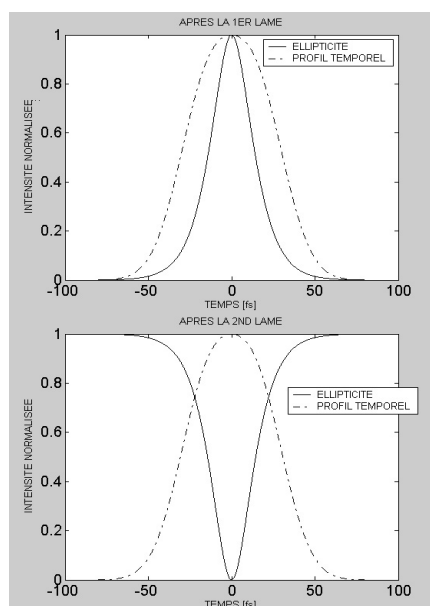 APRES LA 1ER LAME
1
0.8
0.6
0.4
0.2
0
INTENSITE NORMALISEE
ELLIPTICITE
PROFIL TEMPOREL
-100
-50
0
50
100
TEMPS [fs]
APRES LA 2ND LAME
1
0.8
0.6
0.4
0.2
0
INTENSITE NORMALISEE
ELLIPTICITE
PROFIL TEMPOREL
-100
-50
0
50
100
TEMPS [fs]